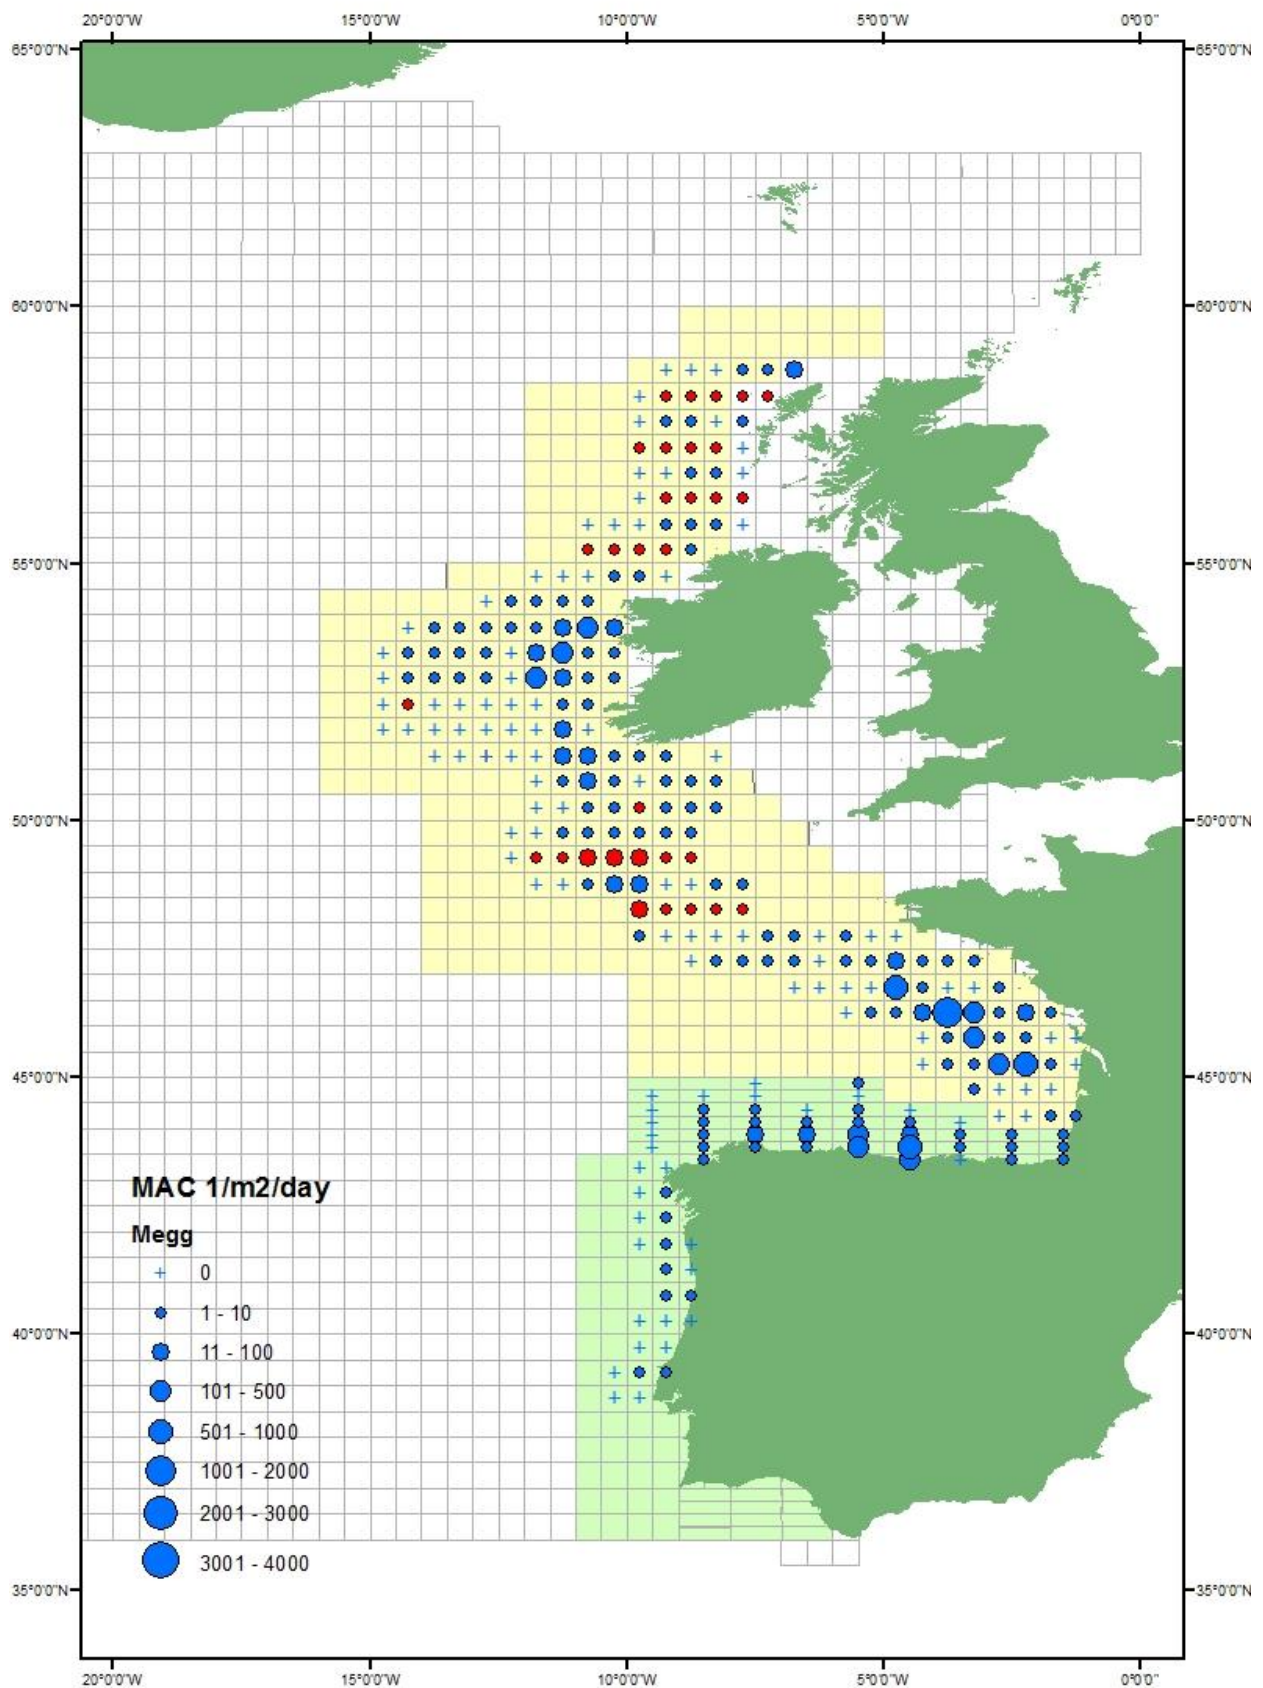 20°0'0"W 15°0'0"W 10°0'0"W 5°0'0"W 0°0'0"
65°0'0"N 65°0'0"N
60°0'0"N 60°0'0"N
55°0'0"N 55°0'0"N
50°0'0"N 50°0'0"N
45°0'0"N 45°0'0"N
MAC 1/m2/day
Megg
0
1 - 10
40°0'0"N 40°0'0"N
11 - 100
101 - 500
501 - 1000
1001 - 2000
2001 - 3000
3001 - 4000
35°0'0"N 35°0'0"N
20°0'0"W 15°0'0"W 10°0'0"W 5°0'0"W 0°0'0"